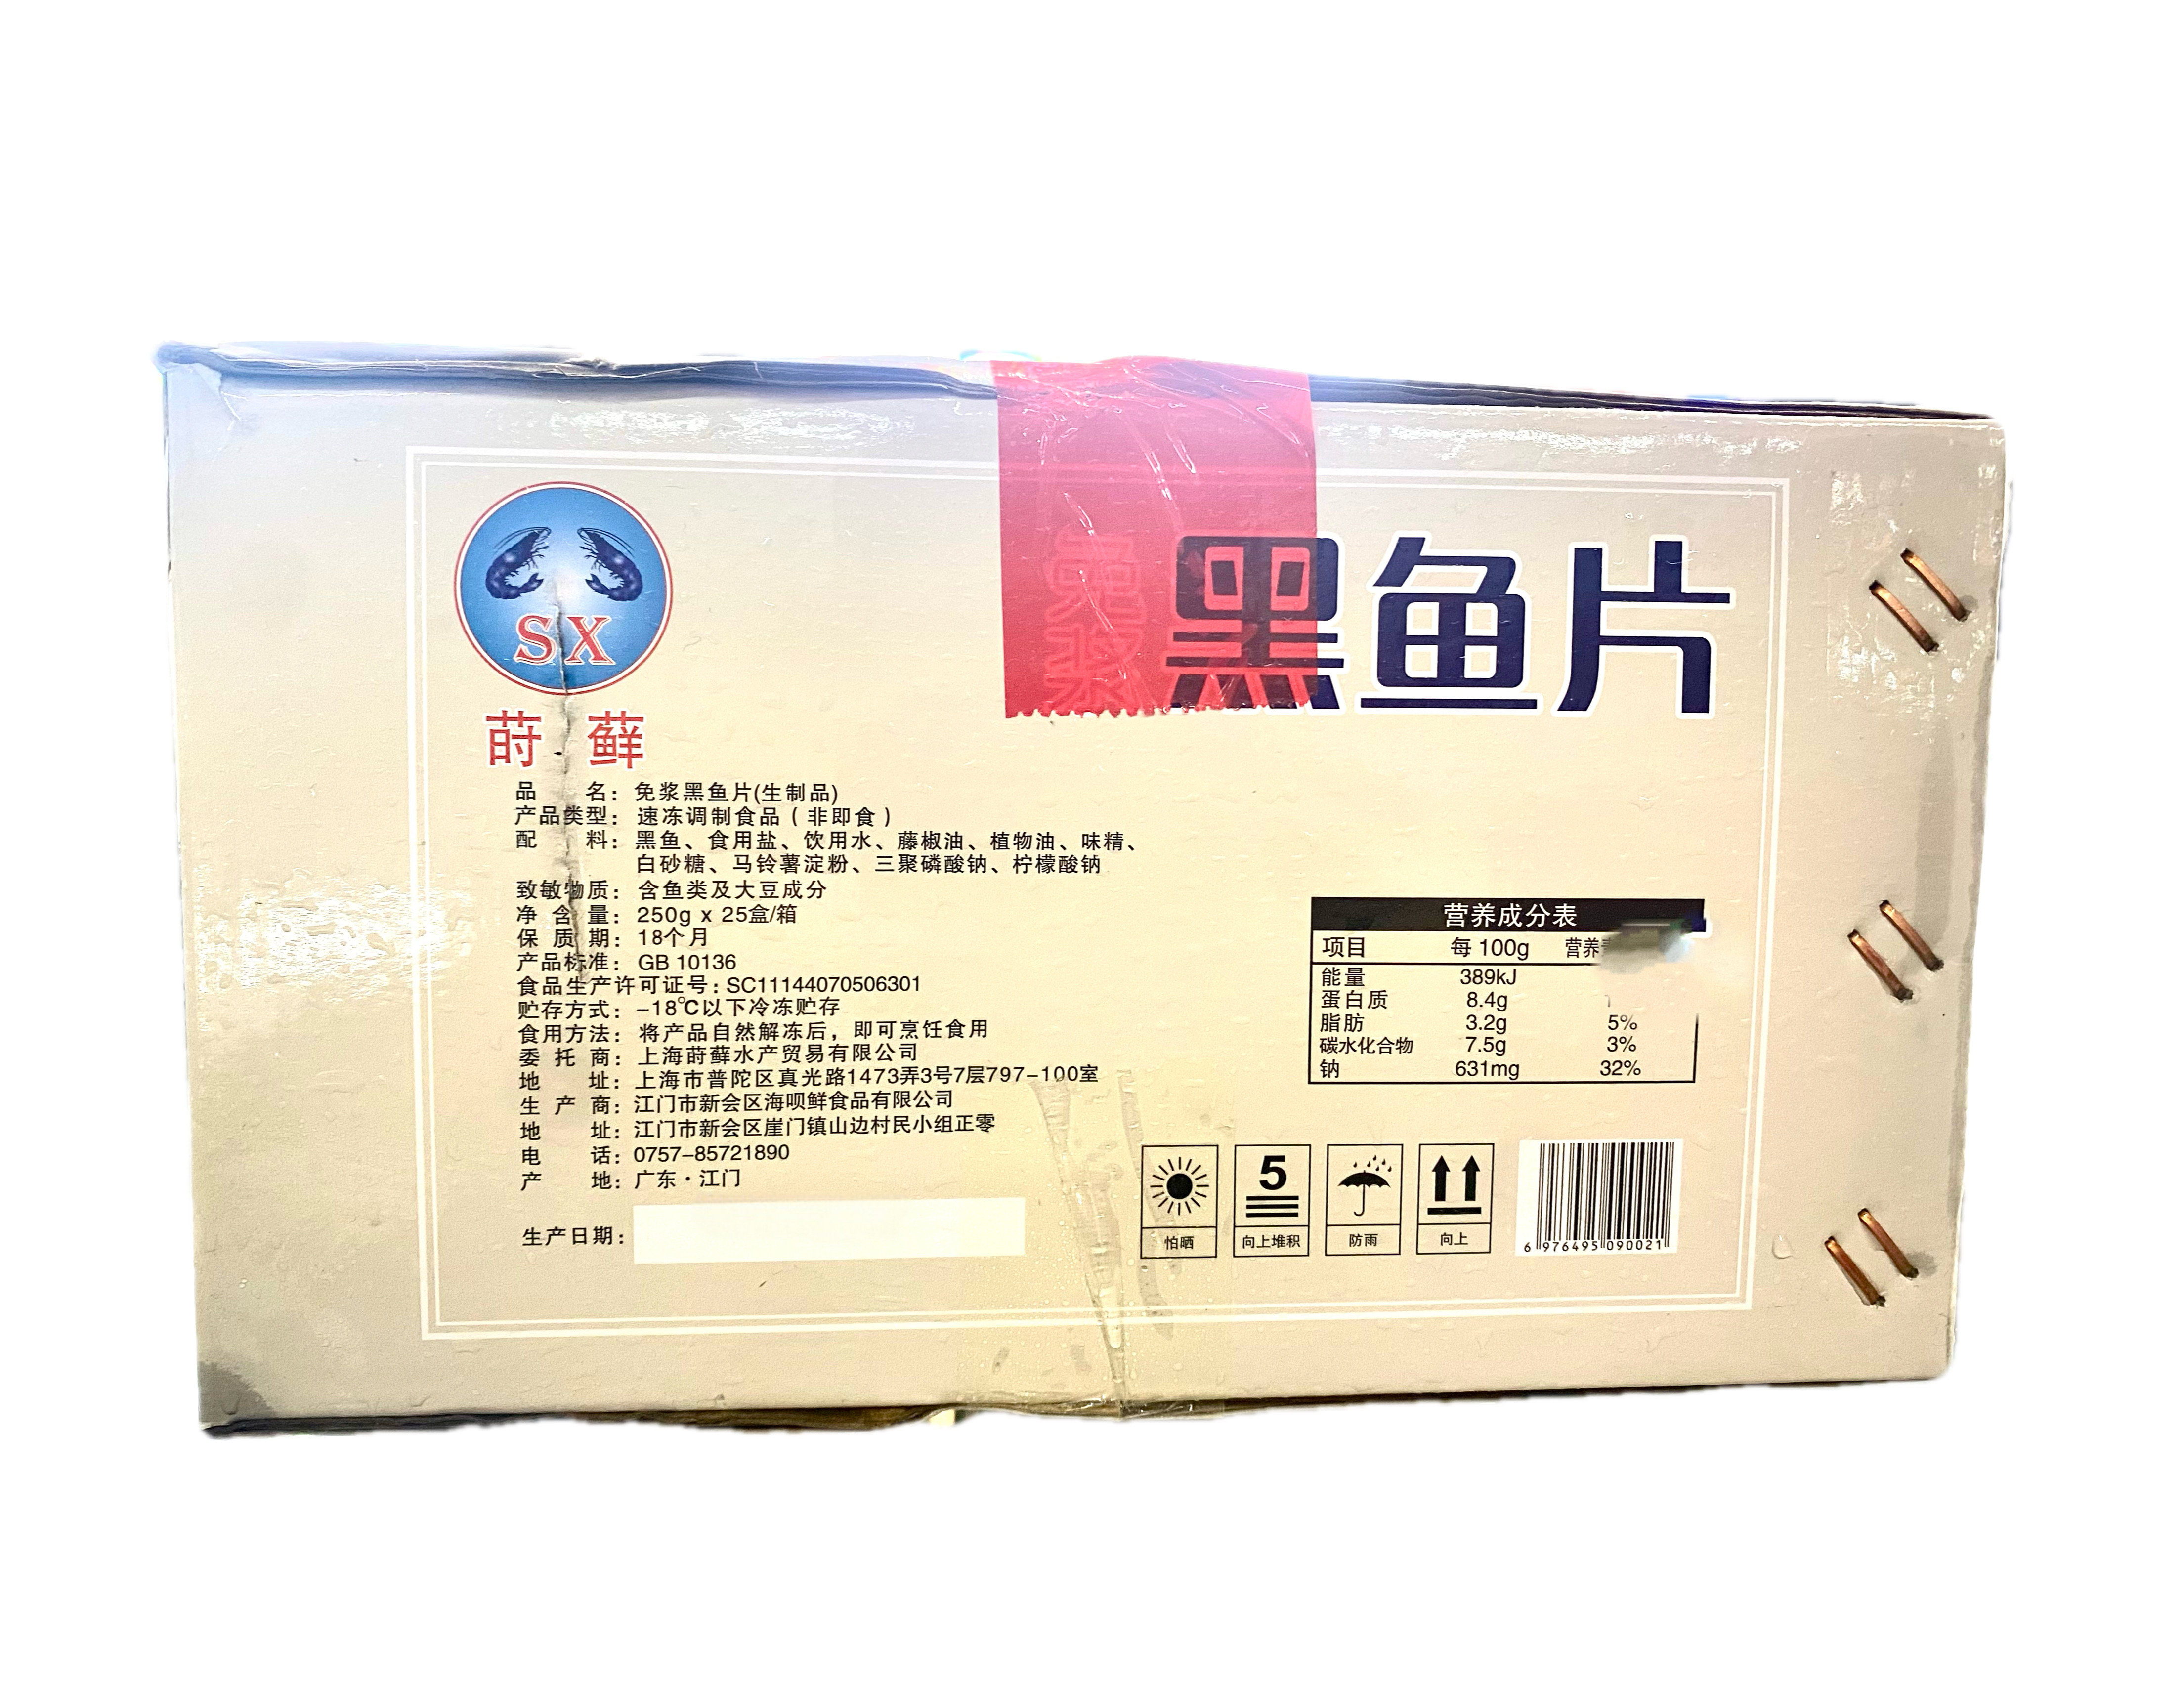 SX
莳藓
免浆
黑鱼片
品名：免浆黑鱼片(生制品)
产品类型：速冻调制食品（非即食）
配料：黑鱼、食用盐、饮用水、藤椒油、植物油、味精、
白砂糖、马铃薯淀粉、三聚磷酸钠、柠檬酸钠
致敏物质：含鱼类及大豆成分
净含量：250g x 25盒/箱
保质期：18个月
产品标准：GB 10136
食品生产许可证号：SC11144070506301
贮存方式：-18℃以下冷冻贮存
食用方法：将产品自然解冻后，即可烹饪食用
委托商：上海莳藓水产贸易有限公司
地址：上海市普陀区真光路1473弄3号7层797-100室
生产商：江门市新会区海呗鲜食品有限公司
地址：江门市新会区崖门镇山边村民小组正零
电话：0757-85721890
产地：广东·江门
生产日期：
营养成分表
项目 每 100g 营养
能量 389kJ
蛋白质 8.4g
脂肪 3.2g 5%
碳水化合物 7.5g 3%
钠 631mg 32%
5
怕晒 向上堆积 防雨 向上
6 976495 090021